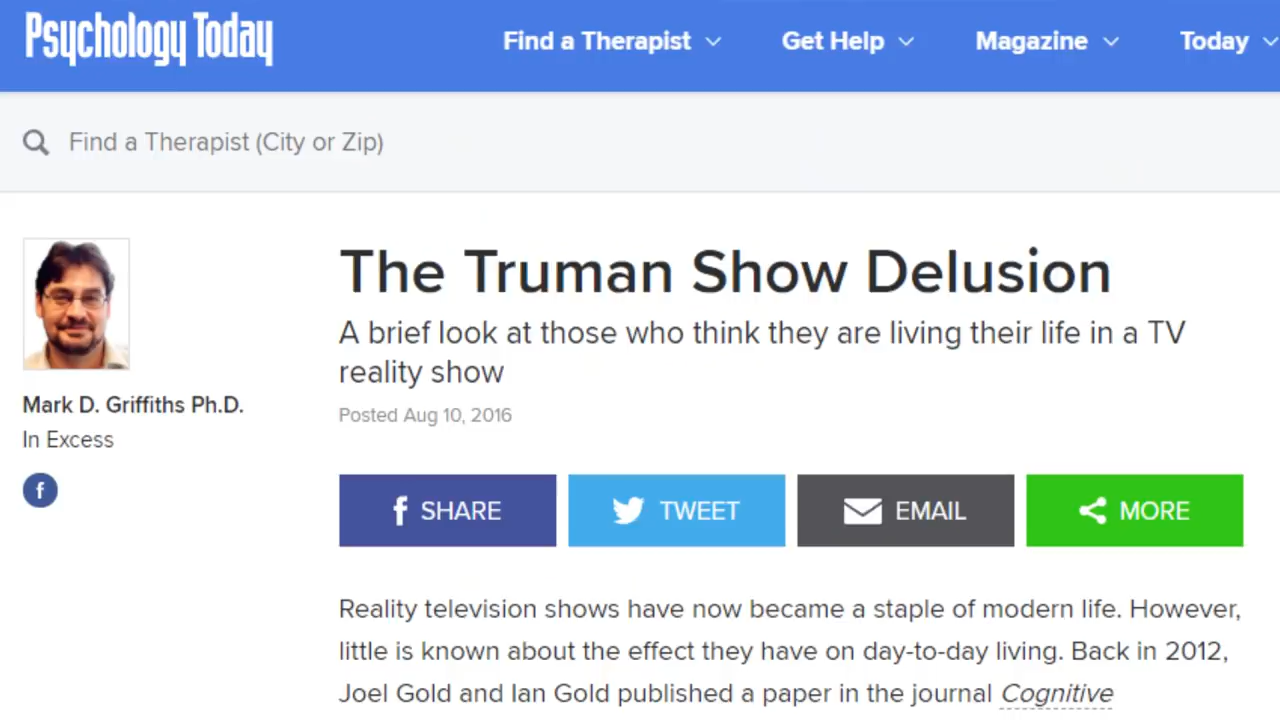 Psychology Today
Find a Therapist
Get Help
Magazine
Today
Find a Therapist (City or Zip)
Mark D. Griffiths Ph.D.
In Excess
f
The Truman Show Delusion
A brief look at those who think they are living their life in a TV
reality show
Posted Aug 10, 2016
f SHARE
TWEET
EMAIL
MORE
Reality television shows have now became a staple of modern life. However,
little is known about the effect they have on day-to-day living. Back in 2012,
Joel Gold and Ian Gold published a paper in the journal Cognitive